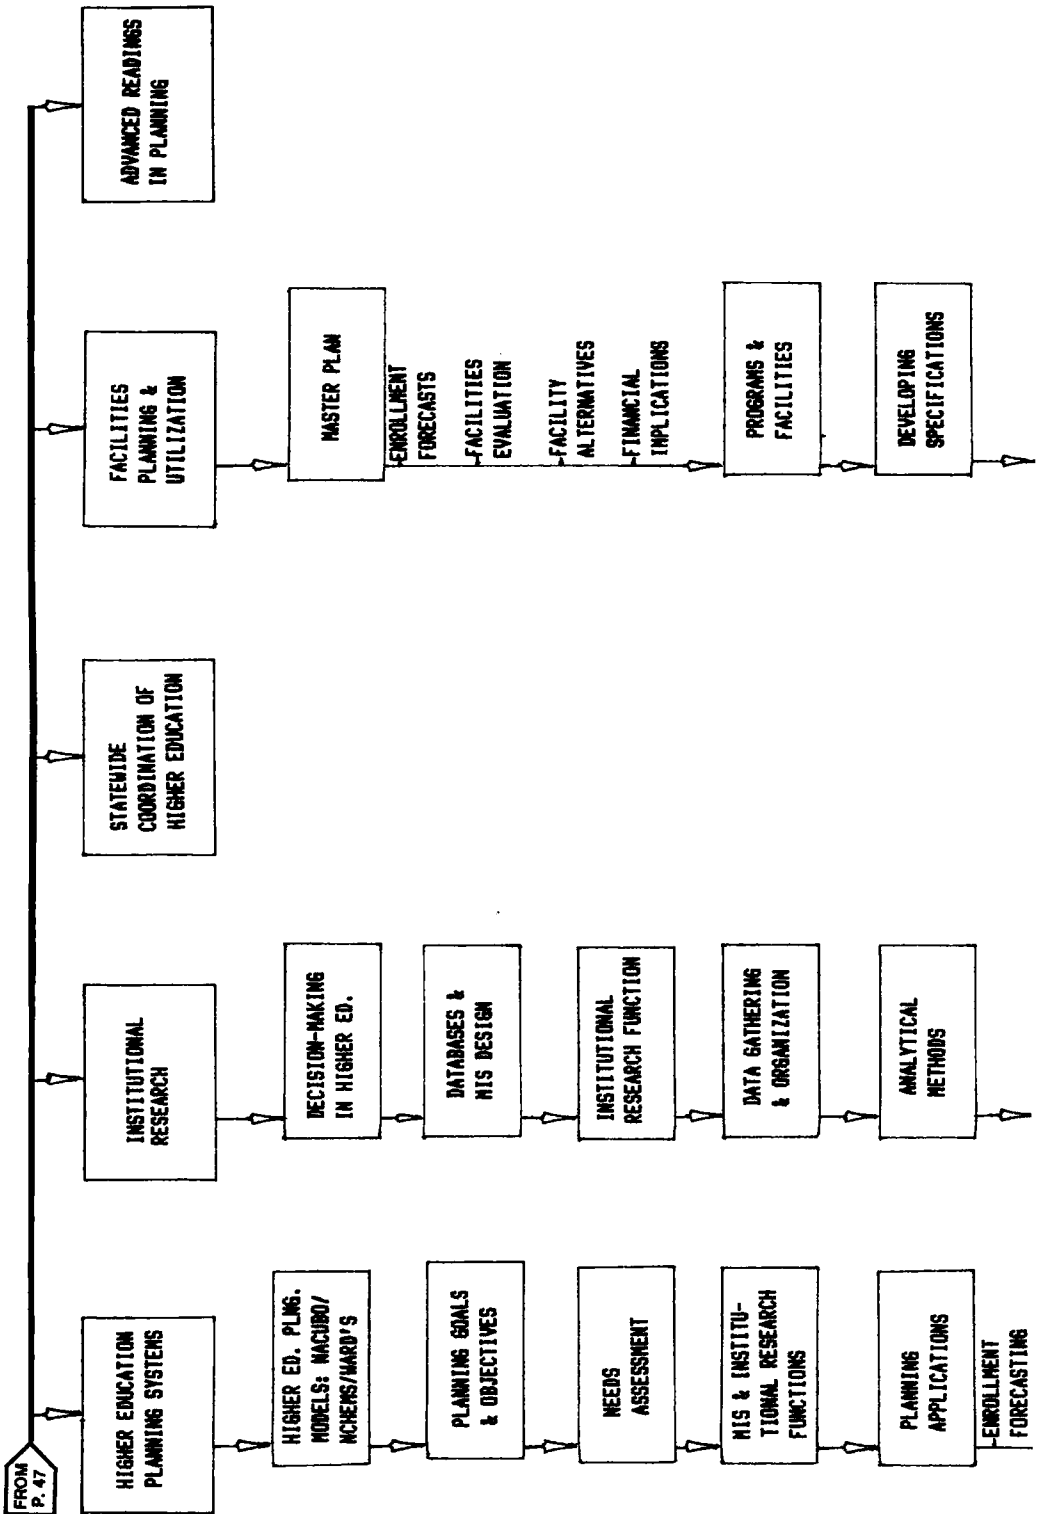 FROM
P. 47
HIGHER EDUCATION
PLANNING SYSTEMS
HIGHER ED. PLNG.
MODELS: NACUBO/
NCHEMS/WARD'S
PLANNING GOALS
& OBJECTIVES
NEEDS
ASSESSMENT
MIS & INSTITU-
TIONAL RESEARCH
FUNCTIONS
PLANNING
APPLICATIONS
ENROLLMENT
FORECASTING
INSTITUTIONAL
RESEARCH
DECISION-MAKING
IN HIGHER ED.
DATABASES &
MIS DESIGN
INSTITUTIONAL
RESEARCH FUNCTION
DATA GATHERING
& ORGANIZATION
ANALYTICAL
METHODS
STATEWIDE
COORDINATION OF
HIGHER EDUCATION
FACILITIES
PLANNING &
UTILIZATION
MASTER PLAN
ENROLLMENT
FORECASTS
FACILITIES
EVALUATION
FACILITY
ALTERNATIVES
FINANCIAL
IMPLICATIONS
PROGRAMS &
FACILITIES
DEVELOPING
SPECIFICATIONS
ADVANCED READINGS
IN PLANNING